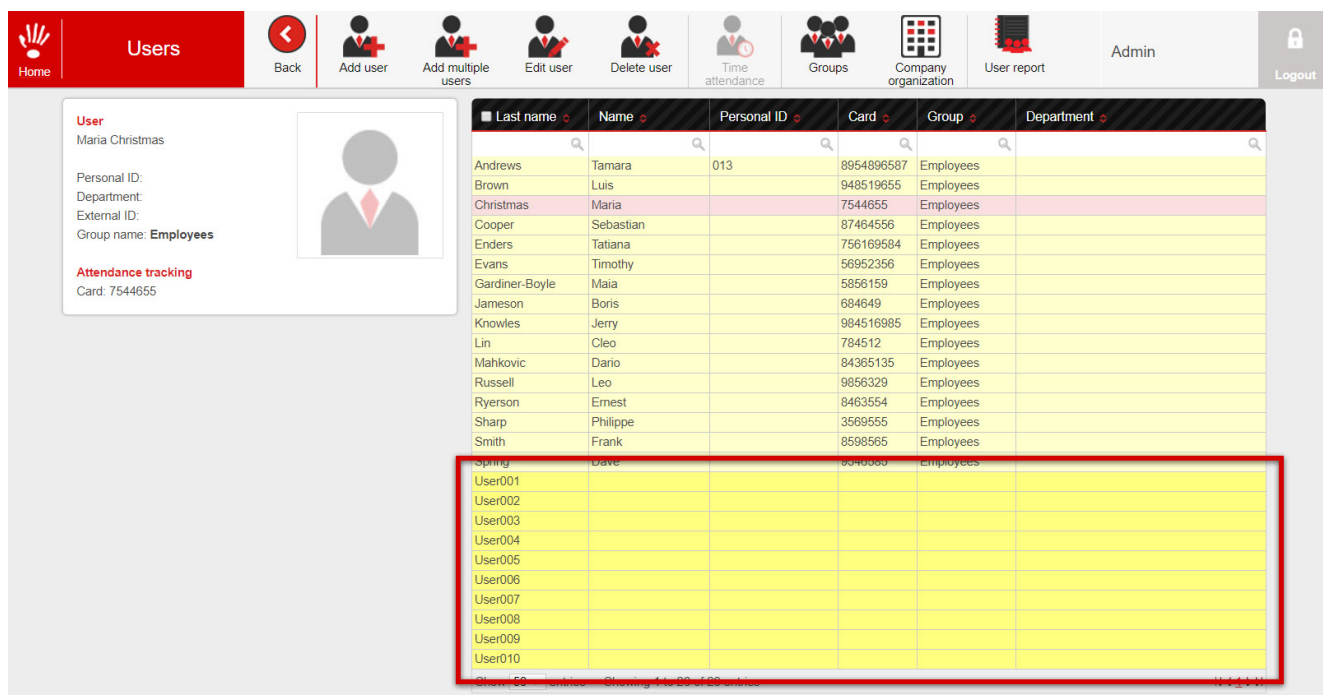 Home
Users
Back
Add user
Add multiple
users
Edit user
Delete user
Time
attendance
Groups
Company
organization
User report
Admin
Logout
User
Maria Christmas
Personal ID:
Department:
External ID:
Group name: Employees
Attendance tracking
Card: 7544655
Last name Name Personal ID Card Group Department
Andrews Tamara 013 8954896587 Employees
Brown Luis 948519655 Employees
Christmas Maria 7544655 Employees
Cooper Sebastian 87464556 Employees
Enders Tatiana 756169584 Employees
Evans Timothy 56952356 Employees
Gardiner-Boyle Maia 5856159 Employees
Jameson Boris 684649 Employees
Knowles Jerry 984516985 Employees
Lin Cleo 784512 Employees
Mahkovic Dario 84365135 Employees
Russell Leo 9856329 Employees
Ryerson Ernest 8463554 Employees
Sharp Philippe 3569555 Employees
Smith Frank 8598565 Employees
Spring Dave Employees
User001
User002
User003
User004
User005
User006
User007
User008
User009
User010
Show 50 entries Showing 1 to